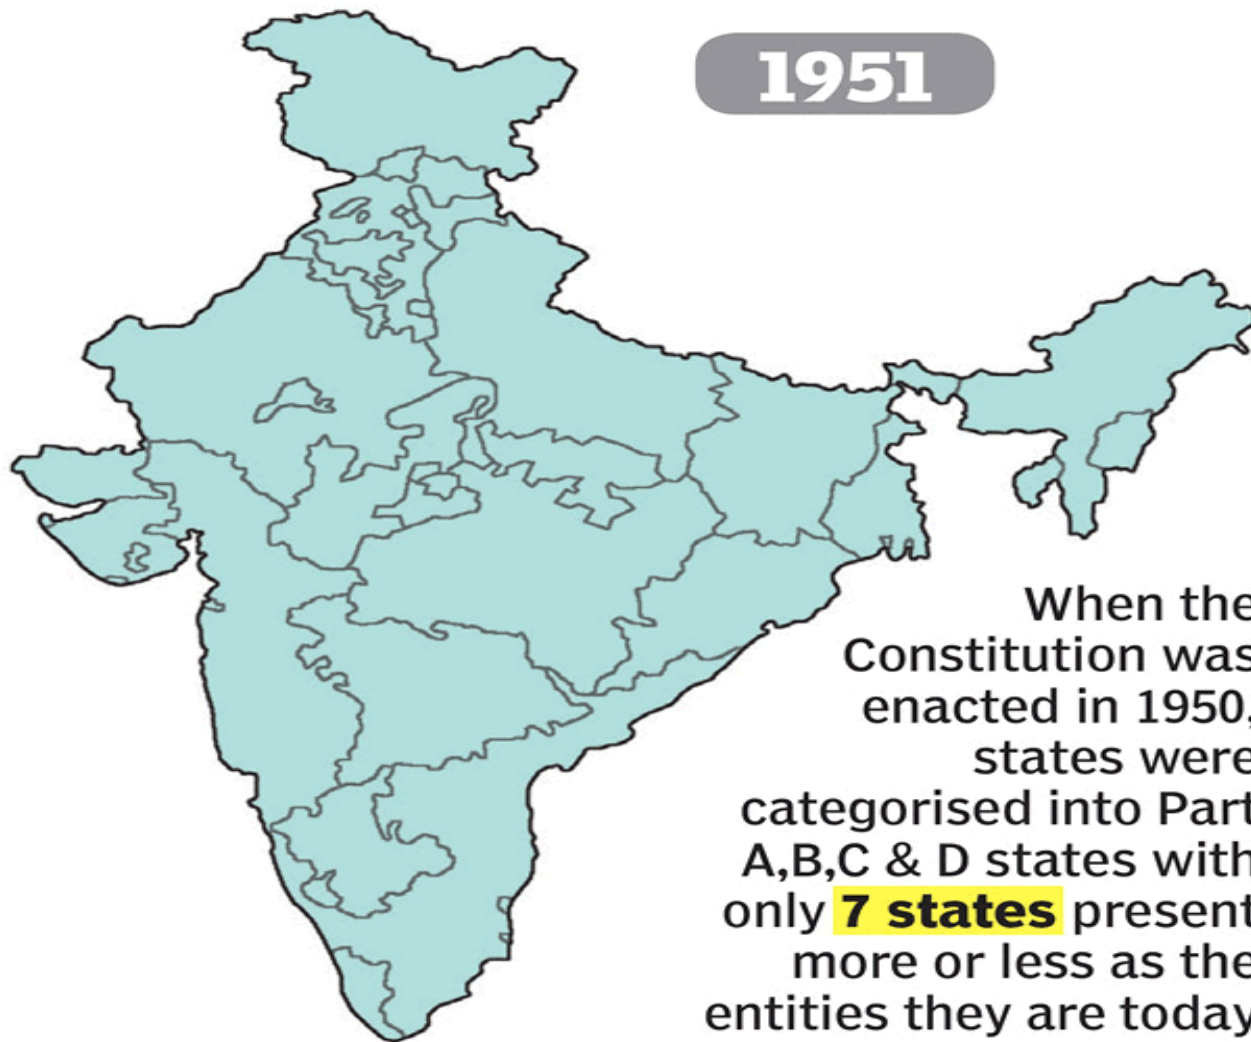 1951
When the
Constitution was
enacted in 1950,
states were
categorised into Part
A,B,C & D states with
only 7 states present
more or less as the
entities they are today